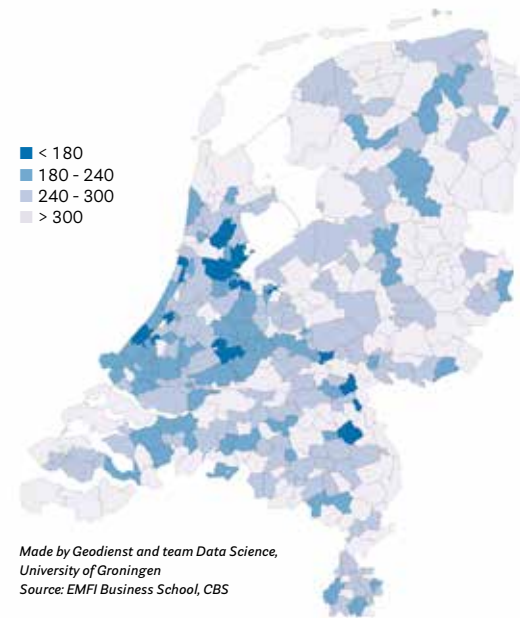 < 180
180 - 240
240 - 300
> 300
Made by Geodienst and team Data Science,
University of Groningen
Source: EMFI Business School, CBS